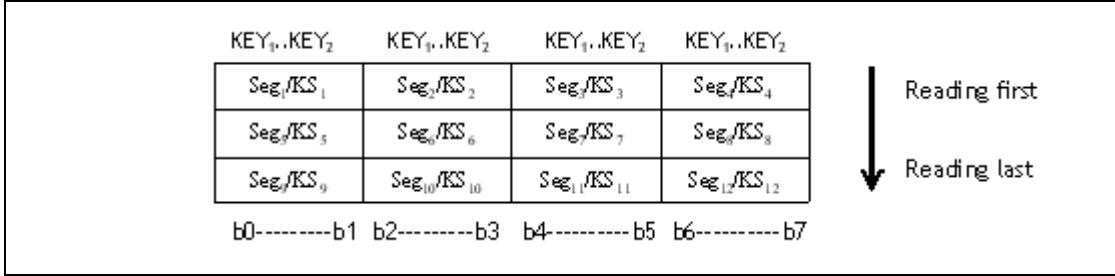 KEY₁..KEY₂ KEY₁..KEY₂ KEY₁..KEY₂ KEY₁..KEY₂
Seg₁/KS₁ Seg₂/KS₂ Seg₃/KS₃ Seg₄/KS₄
Reading first
Seg₅/KS₅ Seg₆/KS₆ Seg₇/KS₇ Seg₈/KS₈
Reading last
Seg₉/KS₉ Seg₁₀/KS₁₀ Seg₁₁/KS₁₁ Seg₁₂/KS₁₂
b0---------b1 b2---------b3 b4----------b5 b6----------b7